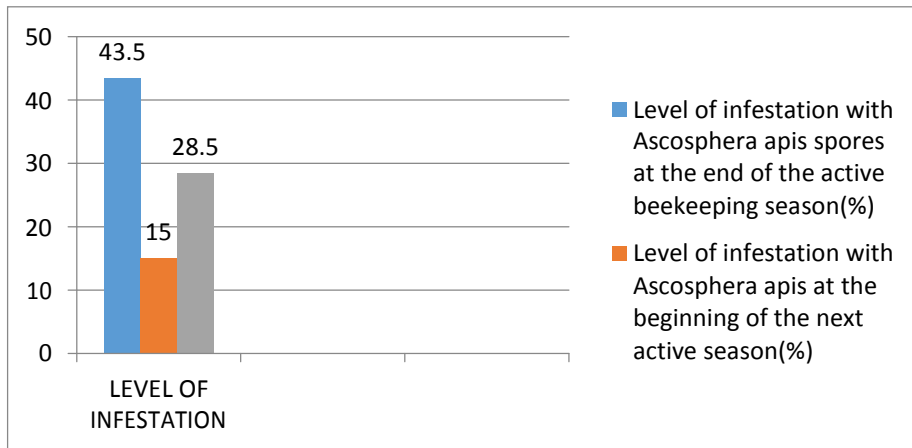 50
40
30
20
10
0
43.5
15
28.5
LEVEL OF
INFESTATION
Level of infestation with
Ascosphera apis spores
at the end of the active
beekeeping season(%)
Level of infestation with
Ascosphera apis at the
beginning of the next
active season(%)